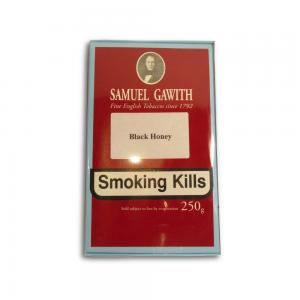 SAMUEL GAWITH
Fine English Tobacco since 1792
Black Honey
Smoking Kills
250g